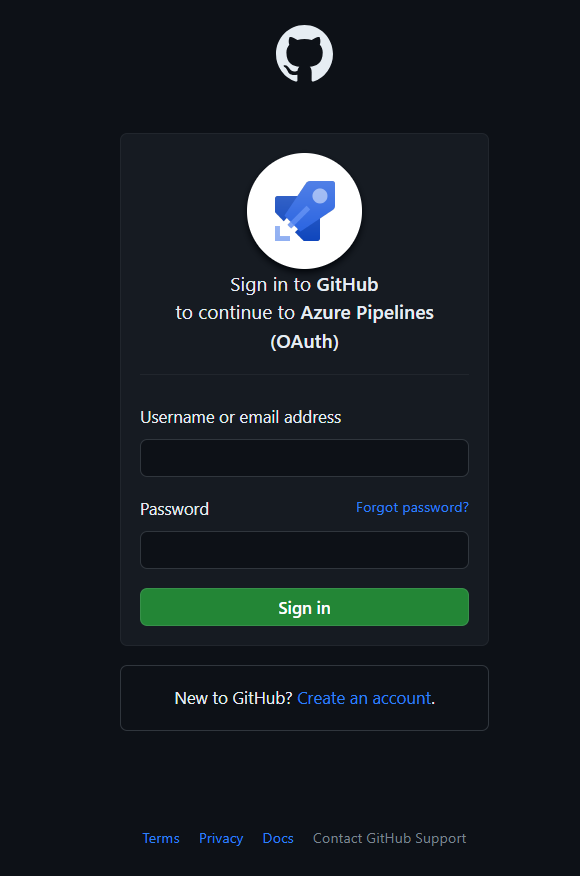 Sign in to GitHub
to continue to Azure Pipelines
(OAuth)
Username or email address
Password Forgot password?
Sign in
New to GitHub? Create an account.
Terms Privacy Docs Contact GitHub Support